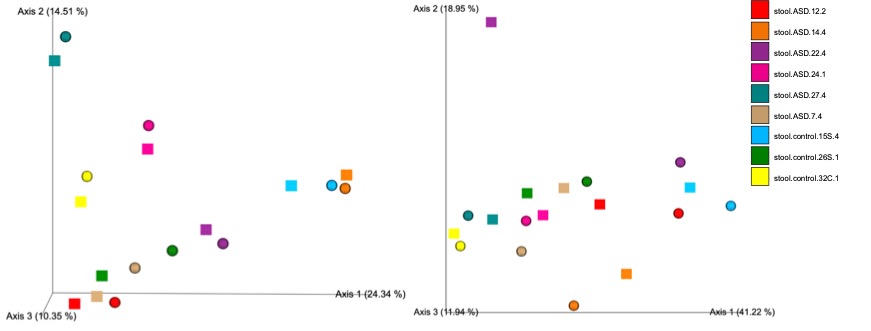 Axis 2 (14.51 %)
Axis 1 (24.34 %)
Axis 3 (10.35 %)
Axis 2 (18.95 %)
Axis 3 (11.94 %)
Axis 1 (41.22 %)
stool.ASD.12.2
stool.ASD.14.4
stool.ASD.22.4
stool.ASD.24.1
stool.ASD.27.4
stool.ASD.7.4
stool.control.15S.4
stool.control.26S.1
stool.control.32C.1